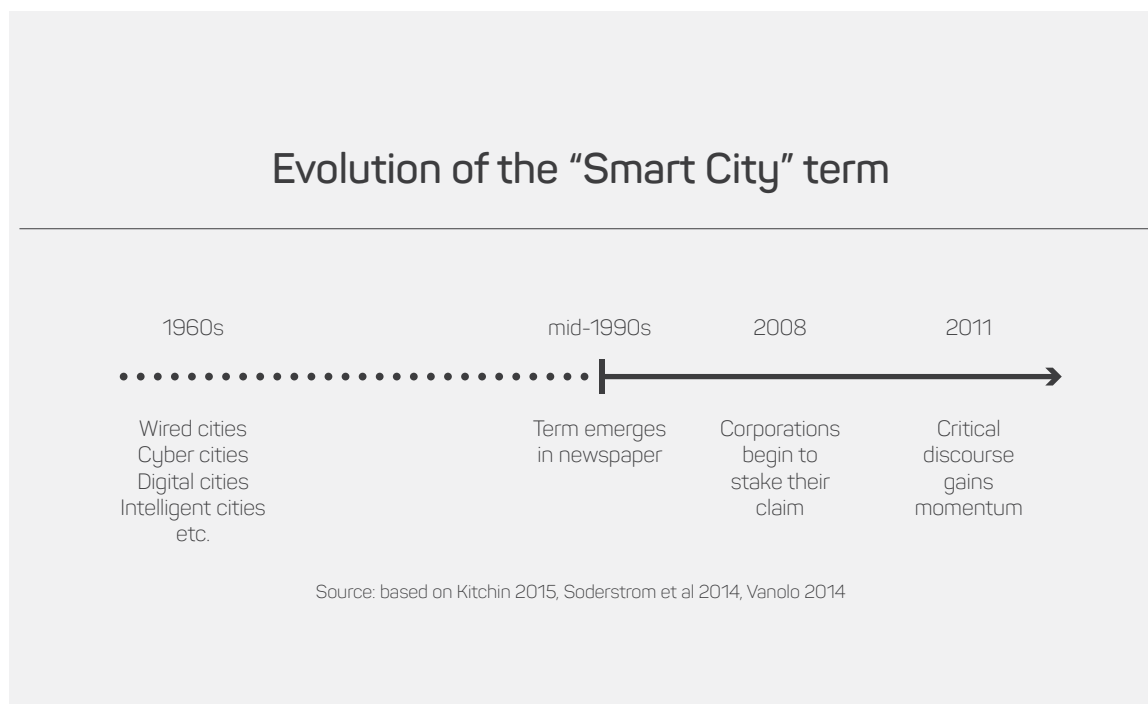 Evolution of the “Smart City” term
1960s
mid-1990s
2008
2011
Wired cities
Cyber cities
Digital cities
Intelligent cities
etc.
Term emerges
in newspaper
Corporations
begin to
stake their
claim
Critical
discourse
gains
momentum
Source: based on Kitchin 2015, Soderstrom et al 2014, Vanolo 2014